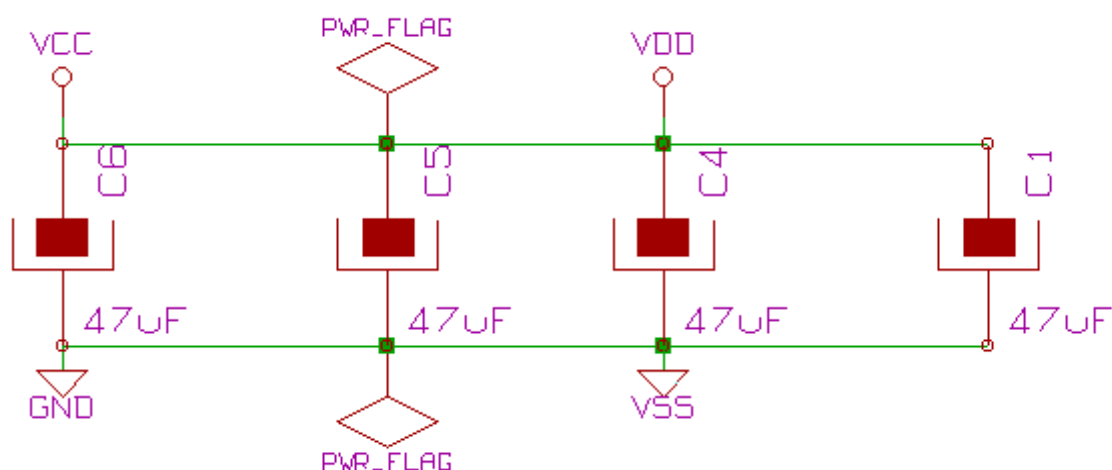 PWR_FLAG
VCC
VDD
C6
C5
C4
C1
47uF
47uF
47uF
47uF
GND
VSS
PWR_FLAG